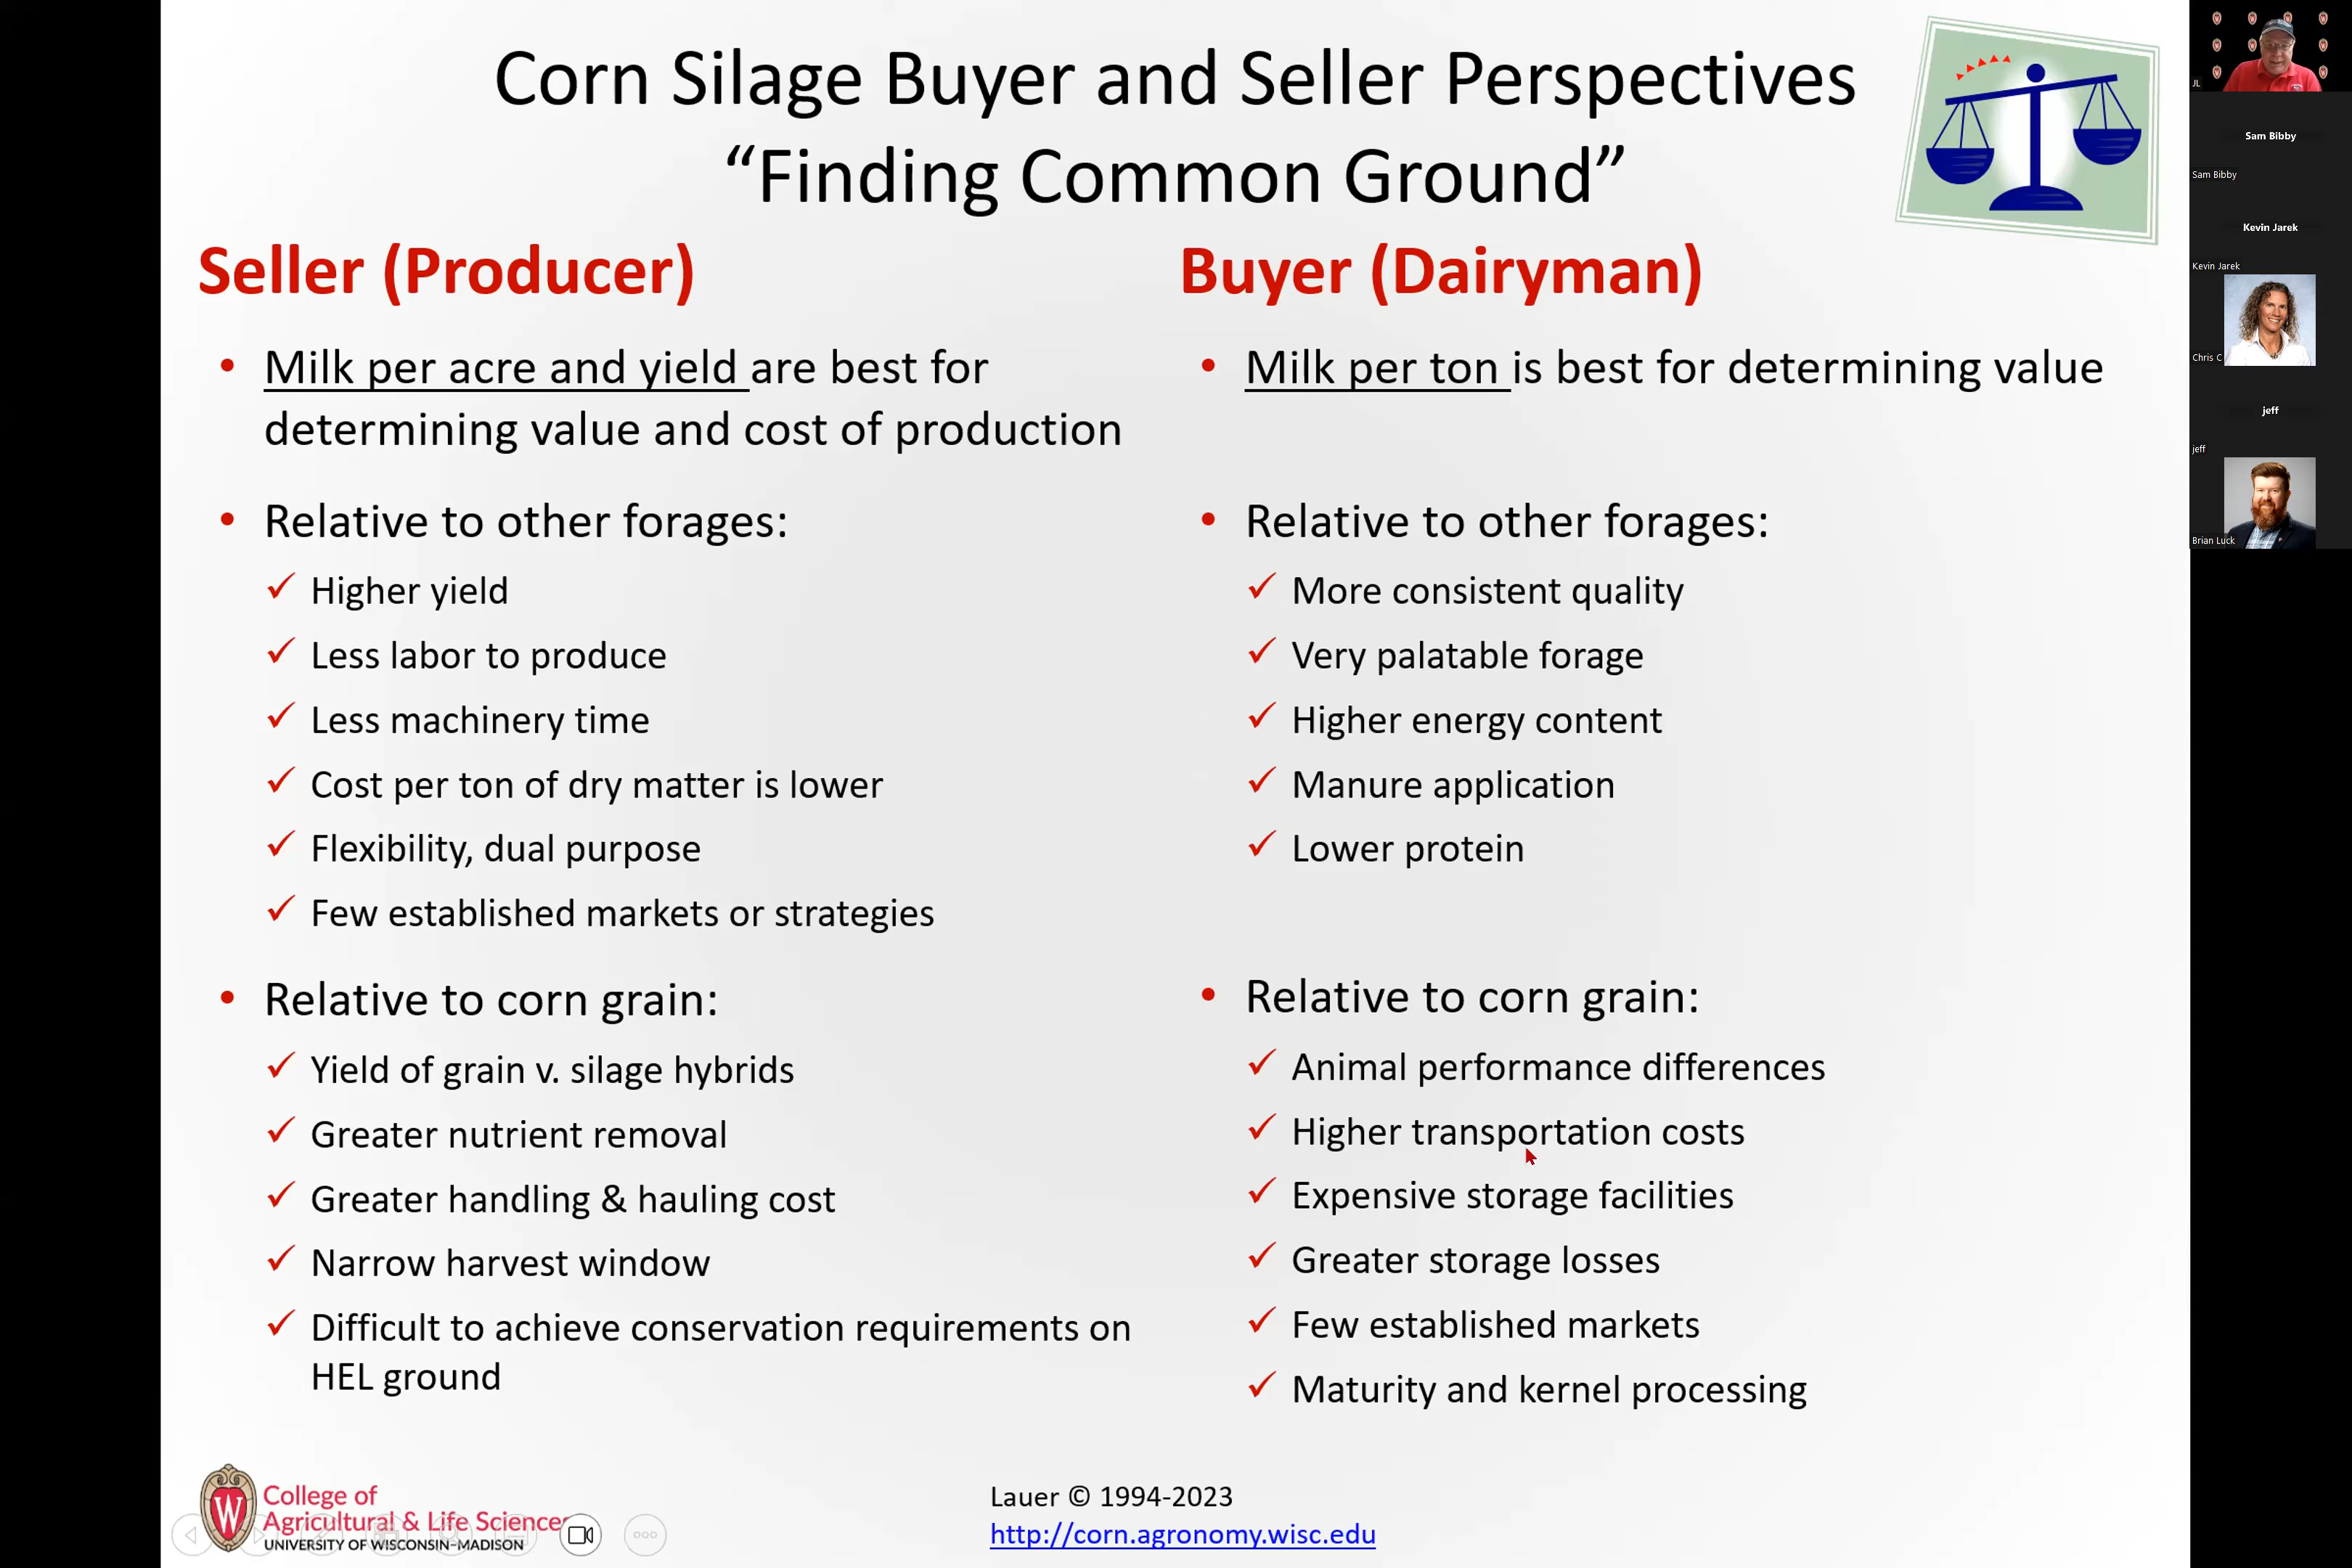 Corn Silage Buyer and Seller Perspectives
“Finding Common Ground”
Seller (Producer)
• Milk per acre and yield are best for
determining value and cost of production
• Relative to other forages:
✓ Higher yield
✓ Less labor to produce
✓ Less machinery time
✓ Cost per ton of dry matter is lower
✓ Flexibility, dual purpose
✓ Few established markets or strategies
• Relative to corn grain:
✓ Yield of grain v. silage hybrids
✓ Greater nutrient removal
✓ Greater handling & hauling cost
✓ Narrow harvest window
✓ Difficult to achieve conservation requirements on
HEL ground
Buyer (Dairyman)
• Milk per ton is best for determining value
• Relative to other forages:
✓ More consistent quality
✓ Very palatable forage
✓ Higher energy content
✓ Manure application
✓ Lower protein
• Relative to corn grain:
✓ Animal performance differences
✓ Higher transportation costs
✓ Expensive storage facilities
✓ Greater storage losses
✓ Few established markets
✓ Maturity and kernel processing
W
College of
Agricultural & Life Sciences
UNIVERSITY OF WISCONSIN–MADISON
Lauer © 1994-2023
http://corn.agronomy.wisc.edu
JL
Sam Bibby
Sam Bibby
Kevin Jarek
Kevin Jarek
Chris C
jeff
jeff
Brian Luck